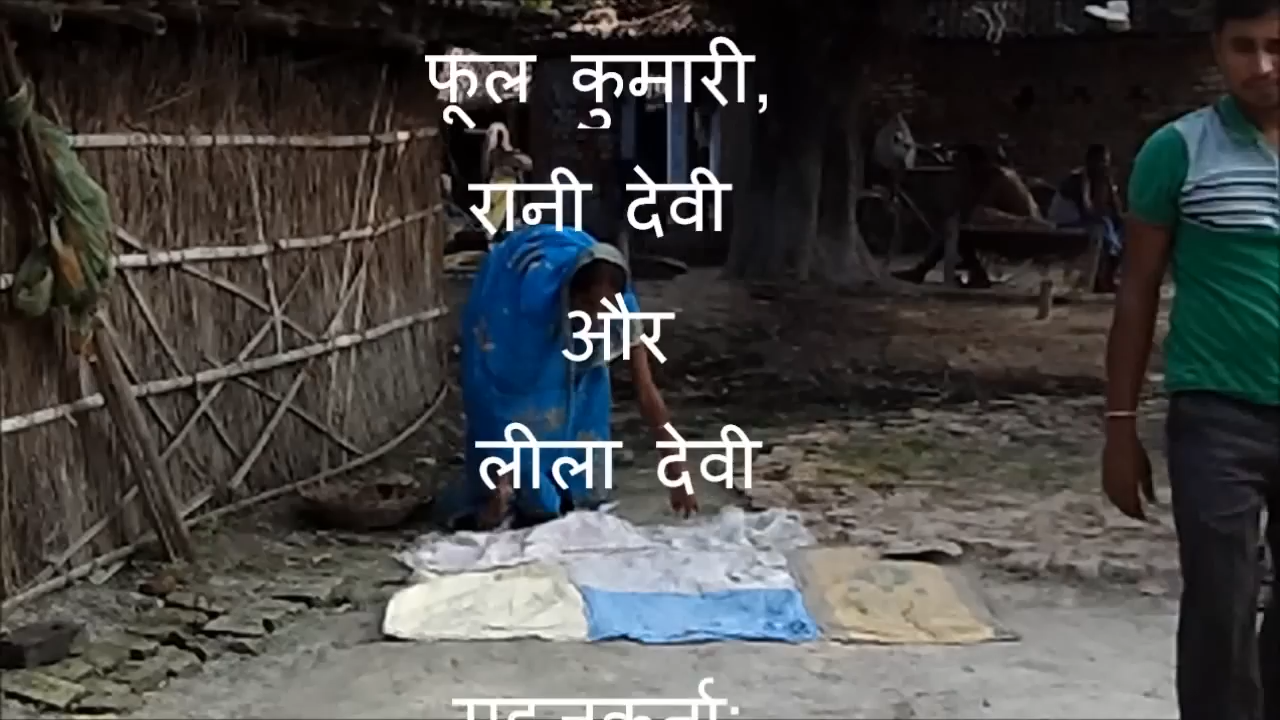 फूल कुमारी,
रानी देवी
और
लीला देवी